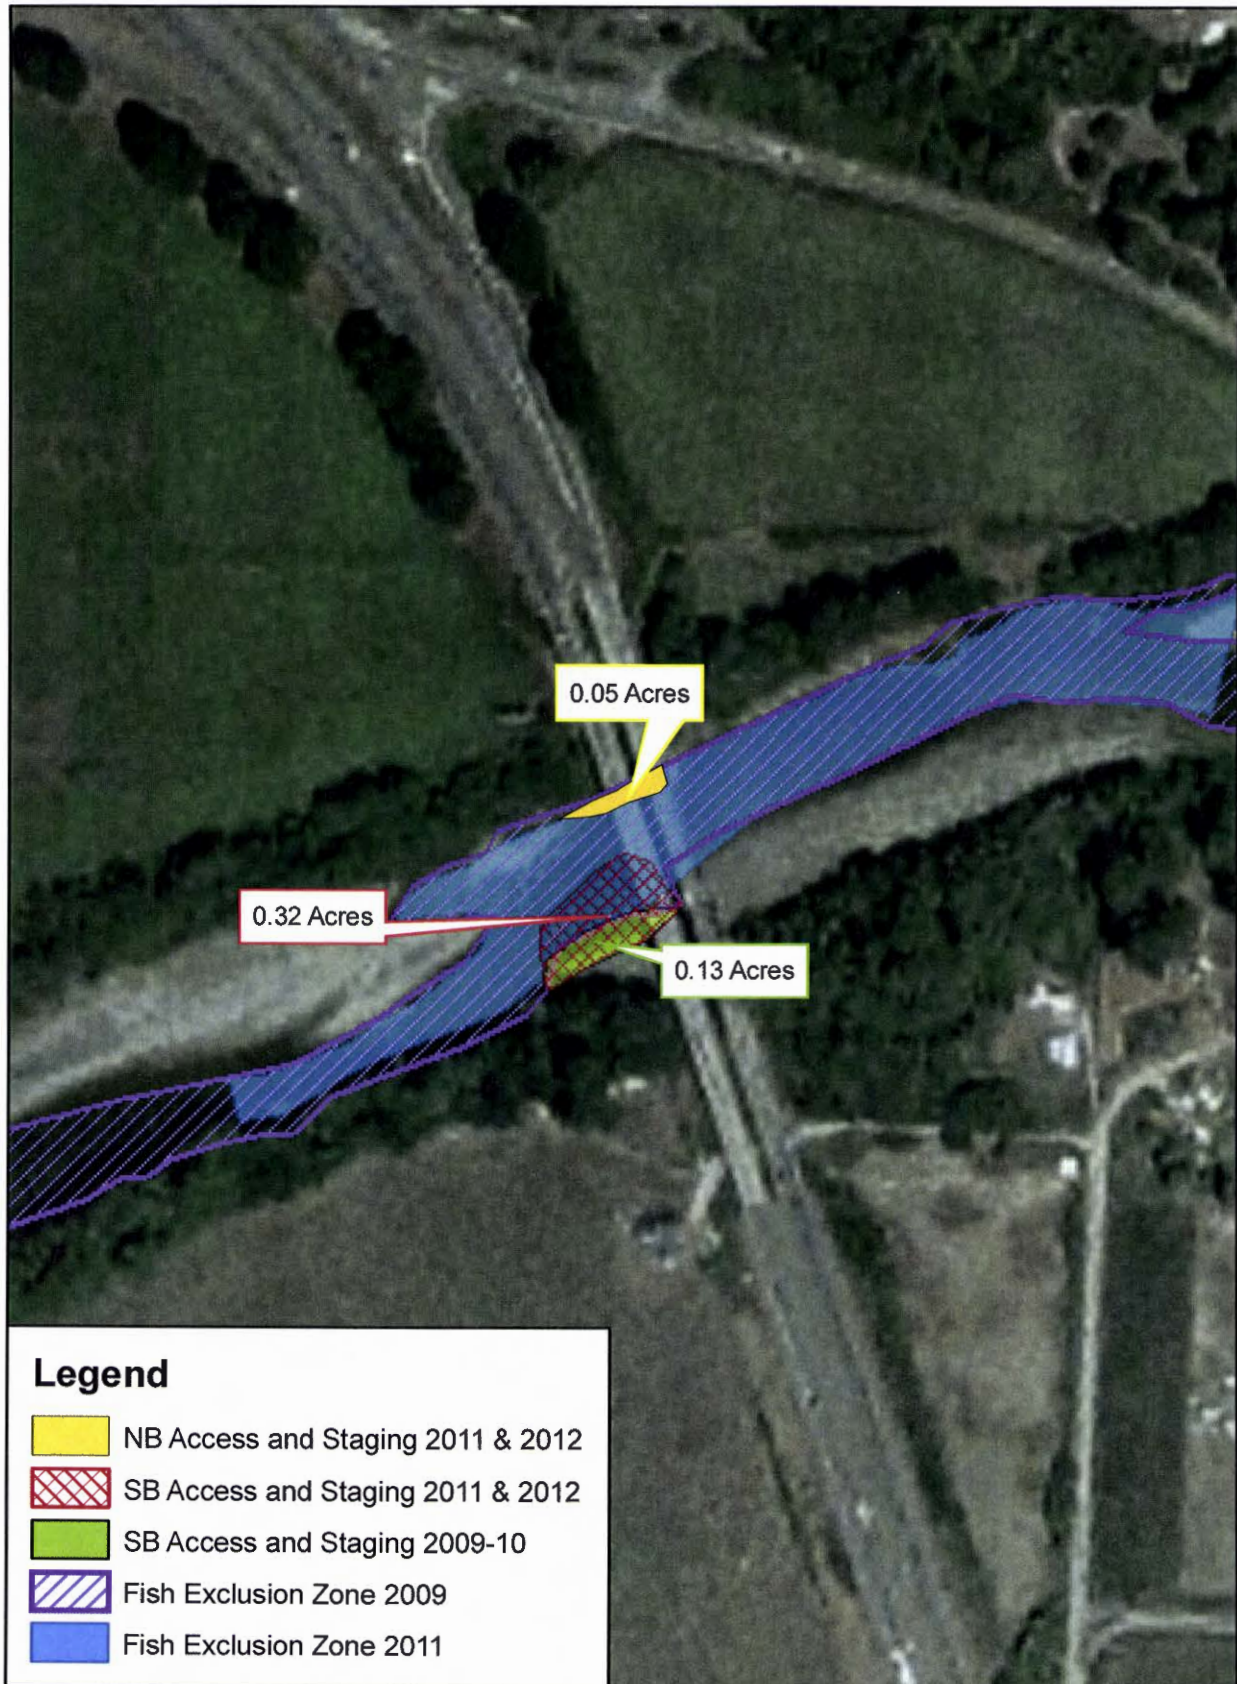 0.05 Acres
0.32 Acres
0.13 Acres
Legend
NB Access and Staging 2011 & 2012
SB Access and Staging 2011 & 2012
SB Access and Staging 2009-10
Fish Exclusion Zone 2009
Fish Exclusion Zone 2011